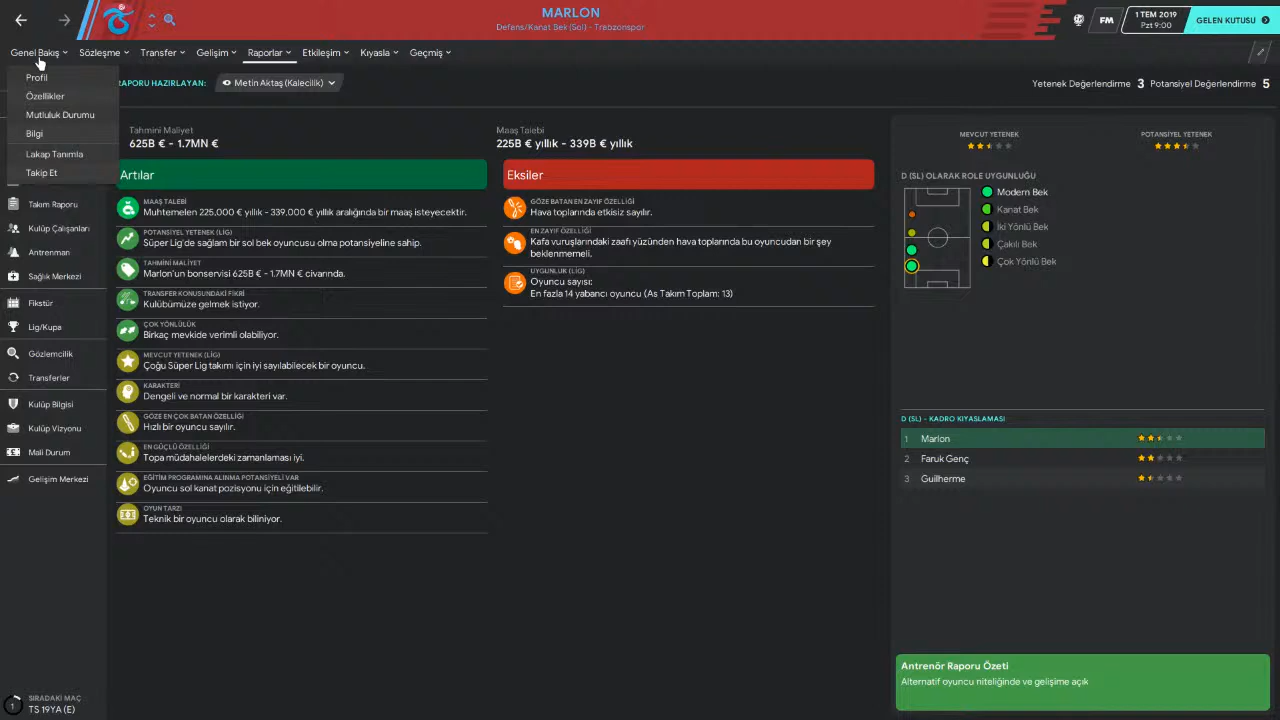 MARLON
Defans/Kanat Bek (Sol) - Trabzonspor
FM
1 TEM 2019
Pzt 9:00
GELEN KUTUSU
Genel Bakış
Sözleşme
Transfer
Gelişim
Raporlar
Etkileşim
Kıyasla
Geçmiş
Profil
Özellikler
Mutluluk Durumu
Bilgi
Lakap Tanımla
Takip Et
RAPORU HAZIRLAYAN:
Metin Aktaş (Kalecilik)
Yetenek Değerlendirme 3 Potansiyel Değerlendirme 5
Tahmini Maliyet
625B € - 1.7MN €
Maaş Talebi
225B € yıllık - 339B € yıllık
Artılar
MAAŞ TALEBİ
Muhtemelen 225,000 € yıllık - 339,000 € yıllık aralığında bir maaş isteyecektir.
POTANSİYEL YETENEK (LİG)
Süper Lig'de sağlam bir sol bek oyuncusu olma potansiyeline sahip.
TAHMİNİ MALİYET
Marlon'un bonservisi 625B € - 1.7MN € civarında.
TRANSFER KONUSUNDAKİ FİKRİ
Kulübümüze gelmek istiyor.
ÇOK YÖNLÜLÜK
Birkaç mevkide verimli olabiliyor.
MEVCUT YETENEK (LİG)
Çoğu Süper Lig takımı için iyi sayılabilecek bir oyuncu.
KARAKTERİ
Dengeli ve normal bir karakteri var.
GÖZE EN ÇOK BATAN ÖZELLİĞİ
Hızlı bir oyuncu sayılır.
EN GÜÇLÜ ÖZELLİĞİ
Topa müdahalelerdeki zamanlaması iyi.
EĞİTİM PROGRAMINA ALINMA POTANSİYELİ VAR
Oyuncu sol kanat pozisyonu için eğitilebilir.
OYUN TARZI
Teknik bir oyuncu olarak biliniyor.
Eksiler
GÖZE BATAN EN ZAYIF ÖZELLİĞİ
Hava toplarında etkisiz sayılır.
EN ZAYIF ÖZELLİĞİ
Kafa vuruşlarındaki zaafı yüzünden hava toplarında bu oyuncudan bir şey
beklenmemeli.
UYGUNLUK (LİG)
Oyuncu sayısı:
En fazla 14 yabancı oyuncu (As Takım Toplam: 13)
MEVCUT YETENEK
POTANSİYEL YETENEK
D (SL) OLARAK ROLE UYGUNLUĞU
Modern Bek
Kanat Bek
İki Yönlü Bek
Çakılı Bek
Çok Yönlü Bek
D (SL) - KADRO KIYASLAMASI
1 Marlon
2 Faruk Genç
3 Guilherme
Antrenör Raporu Özeti
Alternatif oyuncu niteliğinde ve gelişime açık
Takım Raporu
Kulüp Çalışanları
Antrenman
Sağlık Merkezi
Fikstür
Lig/Kupa
Gözlemcilik
Transferler
Kulüp Bilgisi
Kulüp Vizyonu
Mali Durum
Gelişim Merkezi
1
SIRADAKİ MAÇ
TS 19YA (E)